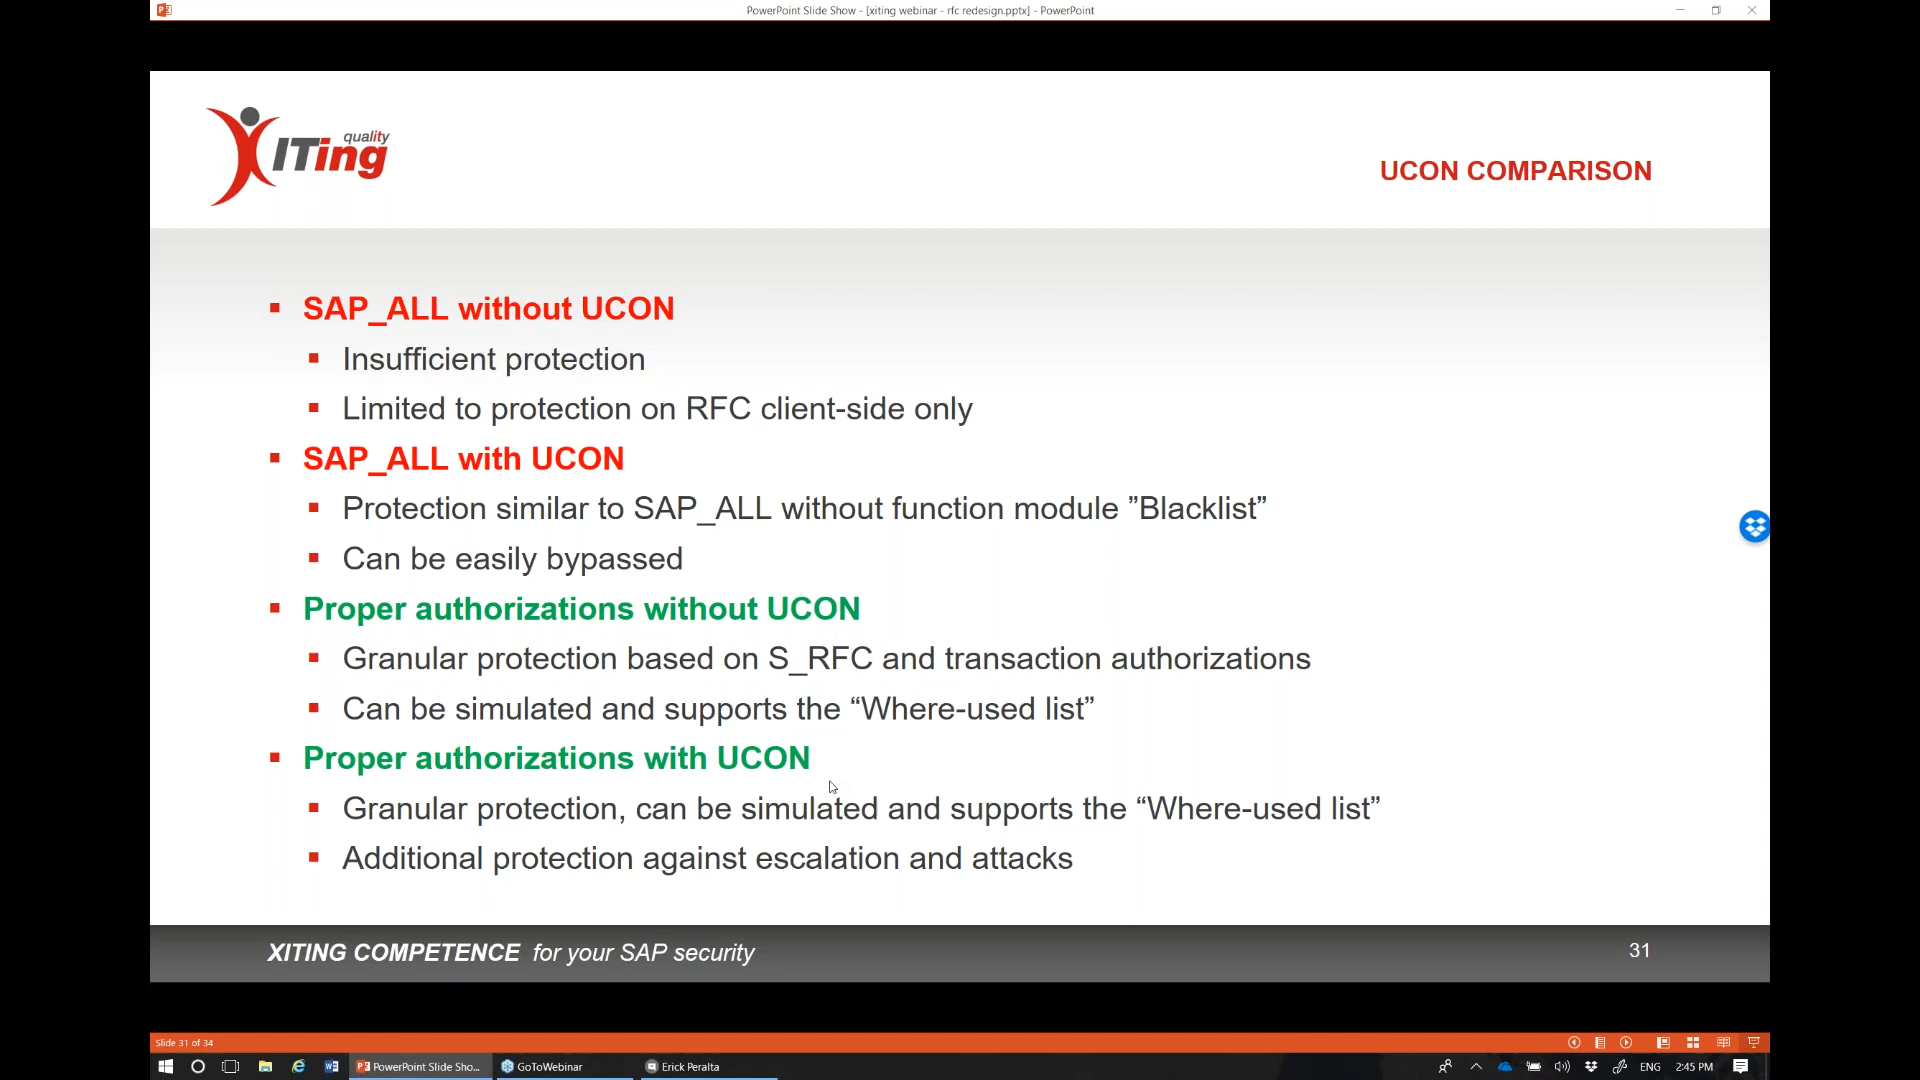 PowerPoint Slide Show - [xiting webinar - rfc redesign.pptx] - PowerPoint
XITing quality
UCON COMPARISON
SAP_ALL without UCON
Insufficient protection
Limited to protection on RFC client-side only
SAP_ALL with UCON
Protection similar to SAP_ALL without function module ”Blacklist”
Can be easily bypassed
Proper authorizations without UCON
Granular protection based on S_RFC and transaction authorizations
Can be simulated and supports the “Where-used list”
Proper authorizations with UCON
Granular protection, can be simulated and supports the “Where-used list”
Additional protection against escalation and attacks
XITING COMPETENCE for your SAP security
31
Slide 31 of 34
PowerPoint Slide Sho...
GoToWebinar
Erick Peralta
ENG
2:45 PM